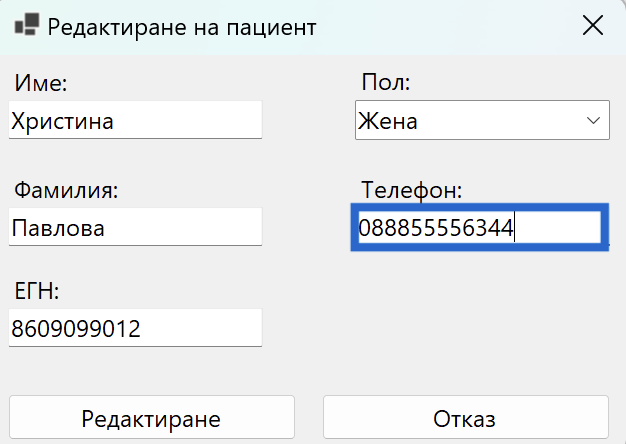 Редактиране на пациент
Име:
Христина
Пол:
Жена
Фамилия:
Павлова
Телефон:
088855556344
ЕГН:
8609099012
Редактиране
Отказ